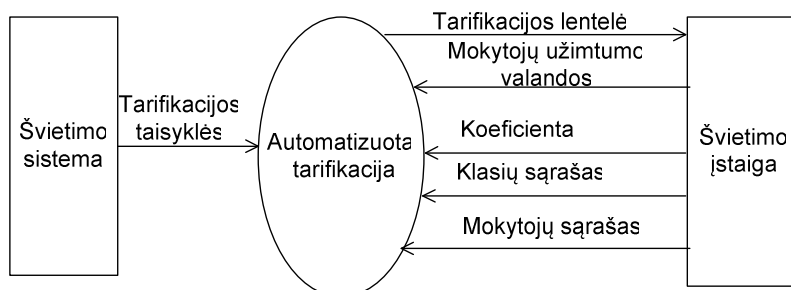 Tarifikacijos lentelė
Mokytojų užimtumo
valandos
Tarifikacijos
taisyklės
Švietimo
sistema
Automatizuota
tarifikacija
Koeficienta
Švietimo
įstaiga
Klasių sąrašas
Mokytojų sąrašas